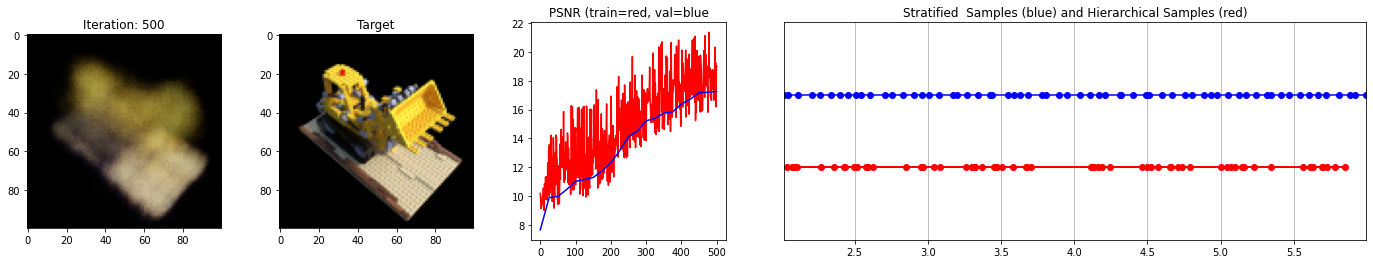 Iteration: 500
0
20
40
60
80
0 20 40 60 80
Target
0
20
40
60
80
0 20 40 60 80
PSNR (train=red, val=blue
22
20
18
16
14
12
10
8
0 100 200 300 400 500
Stratified  Samples (blue) and Hierarchical Samples (red)
2.5 3.0 3.5 4.0 4.5 5.0 5.5